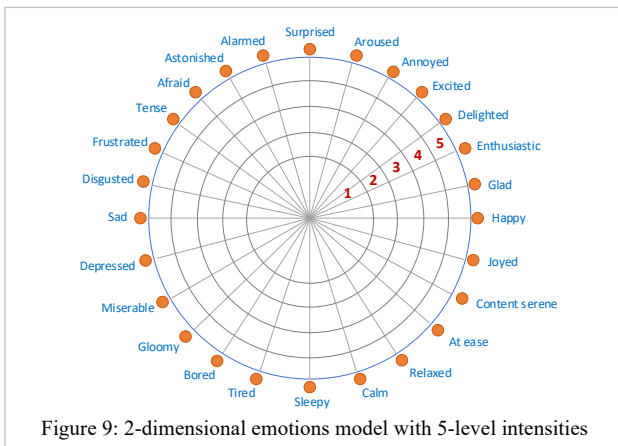 Surprised
Alarmed
Aroused
Astonished
Annoyed
Afraid
Excited
Tense
Delighted
Frustrated
Enthusiastic
Disgusted
Glad
Sad
Happy
Depressed
Joyed
Miserable
Content serene
Gloomy
At ease
Bored
Relaxed
Tired
Calm
Sleepy
5
4
3
2
1
Figure 9: 2-dimensional emotions model with 5-level intensities